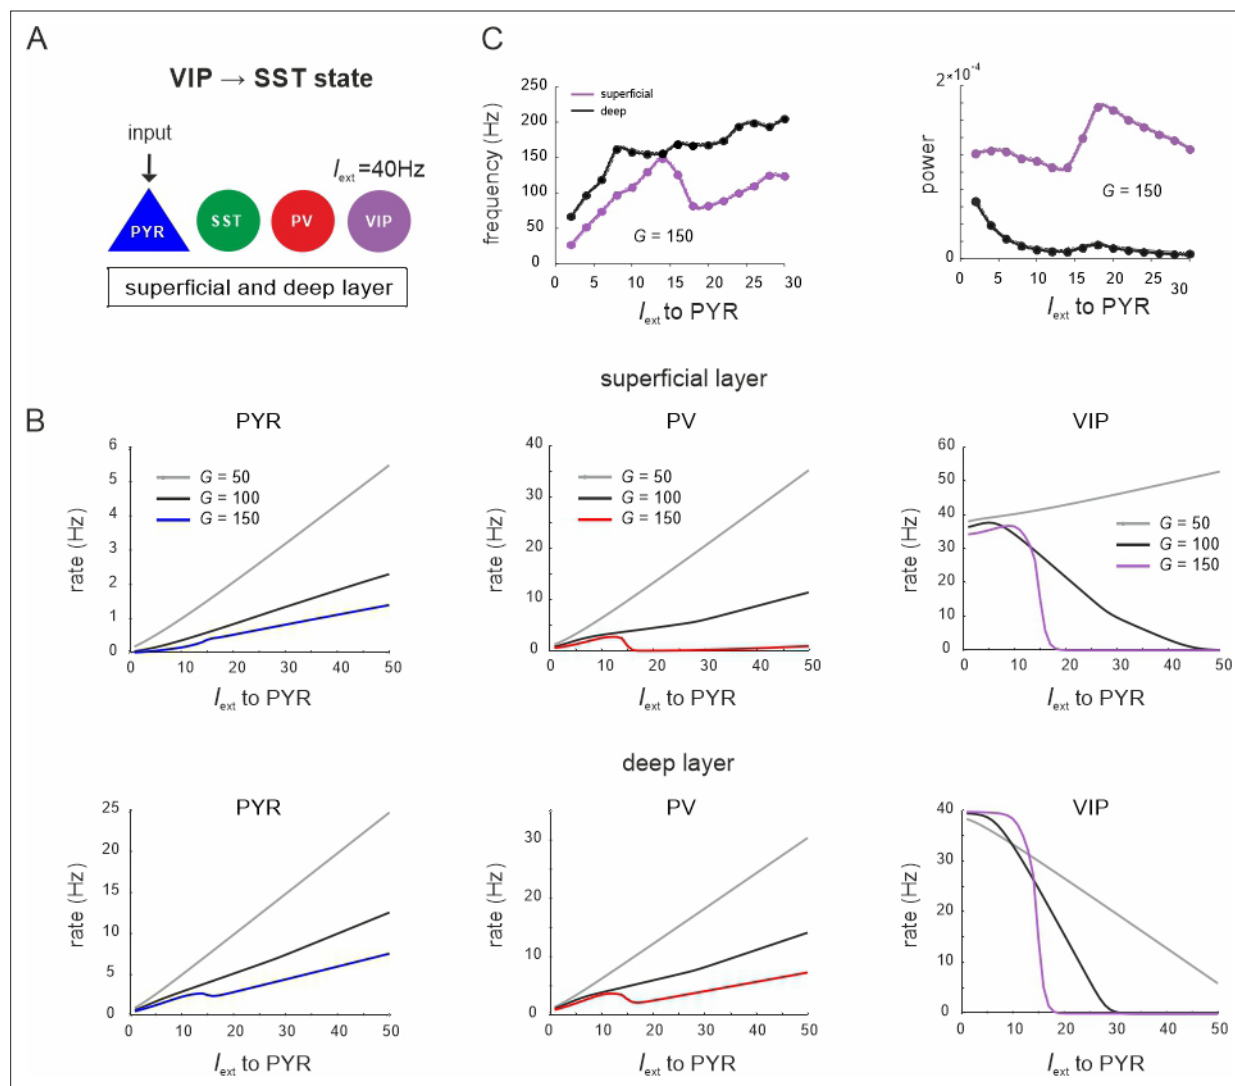 A
VIP → SST state
input
I_ext =40Hz
PYR SST PV VIP
superficial and deep layer
C
frequency (Hz)
250
200
150
100
50
0
superficial
deep
G = 150
0 5 10 15 20 25 30
I_ext to PYR
power
2*10^-4
0
G = 150
0 5 10 15 20 25 30
I_ext to PYR
superficial layer
B
PYR
rate (Hz)
6
5
4
3
2
1
0
G = 50
G = 100
G = 150
0 10 20 30 40 50
I_ext to PYR
PV
rate (Hz)
40
35
30
25
20
15
10
5
0
G = 50
G = 100
G = 150
0 10 20 30 40 50
I_ext to PYR
VIP
rate (Hz)
60
50
40
30
20
10
0
G = 50
G = 100
G = 150
0 10 20 30 40 50
I_ext to PYR
deep layer
PYR
rate (Hz)
25
20
15
10
5
0
0 10 20 30 40 50
I_ext to PYR
PV
rate (Hz)
30
20
10
0
0 10 20 30 40 50
I_ext to PYR
VIP
rate (Hz)
40
30
20
10
0
0 10 20 30 40 50
I_ext to PYR